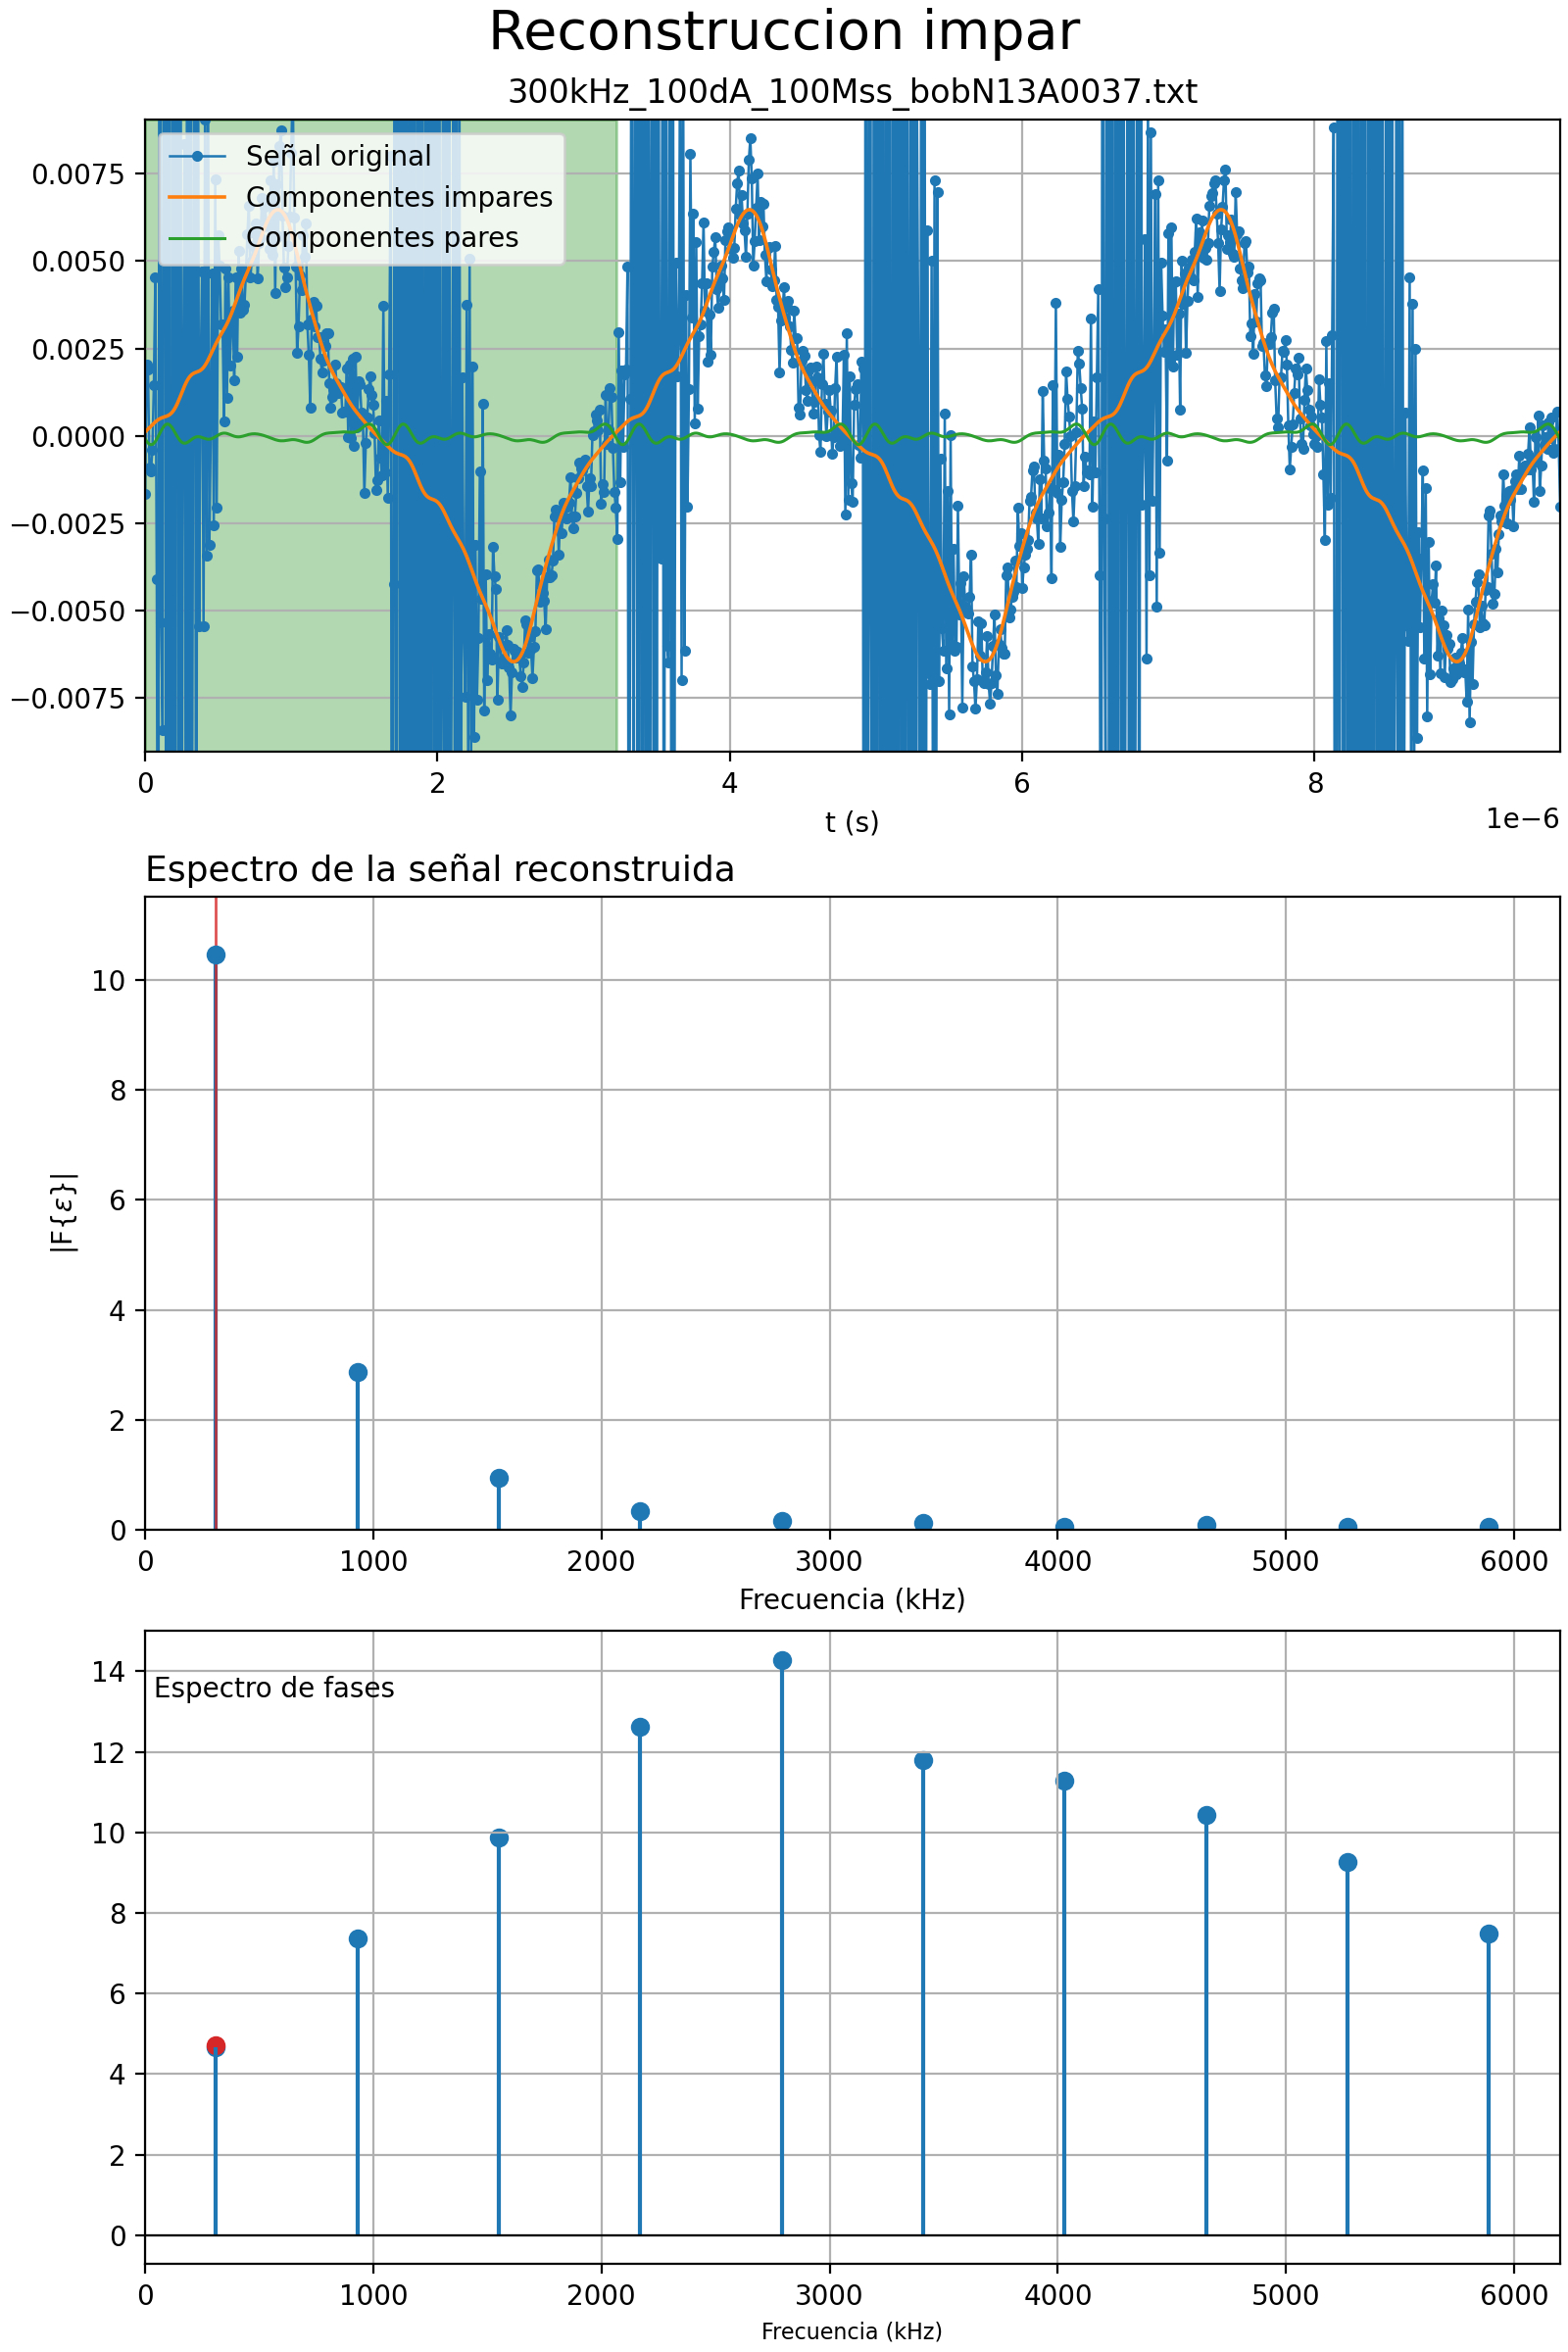 Reconstruccion impar
300kHz_100dA_100Mss_bobN13A0037.txt
Señal original
Componentes impares
Componentes pares
0.0075
0.0050
0.0025
0.0000
−0.0025
−0.0050
−0.0075
0 2 4 6 8
1e−6
t (s)
Espectro de la señal reconstruida
10
8
6
4
2
0
|F{ε}|
0 1000 2000 3000 4000 5000 6000
Frecuencia (kHz)
Espectro de fases
14
12
10
8
6
4
2
0
0 1000 2000 3000 4000 5000 6000
Frecuencia (kHz)